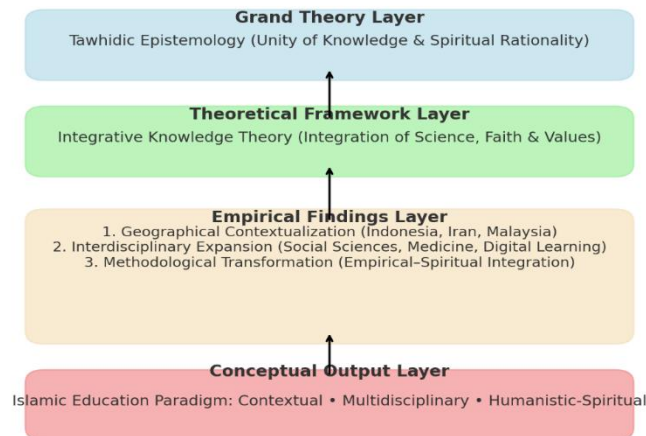 Grand Theory Layer
Tawhidic Epistemology (Unity of Knowledge & Spiritual Rationality)
Theoretical Framework Layer
Integrative Knowledge Theory (Integration of Science, Faith & Values)
Empirical Findings Layer
1. Geographical Contextualization (Indonesia, Iran, Malaysia)
2. Interdisciplinary Expansion (Social Sciences, Medicine, Digital Learning)
3. Methodological Transformation (Empirical–Spiritual Integration)
Conceptual Output Layer
Islamic Education Paradigm: Contextual • Multidisciplinary • Humanistic-Spiritual